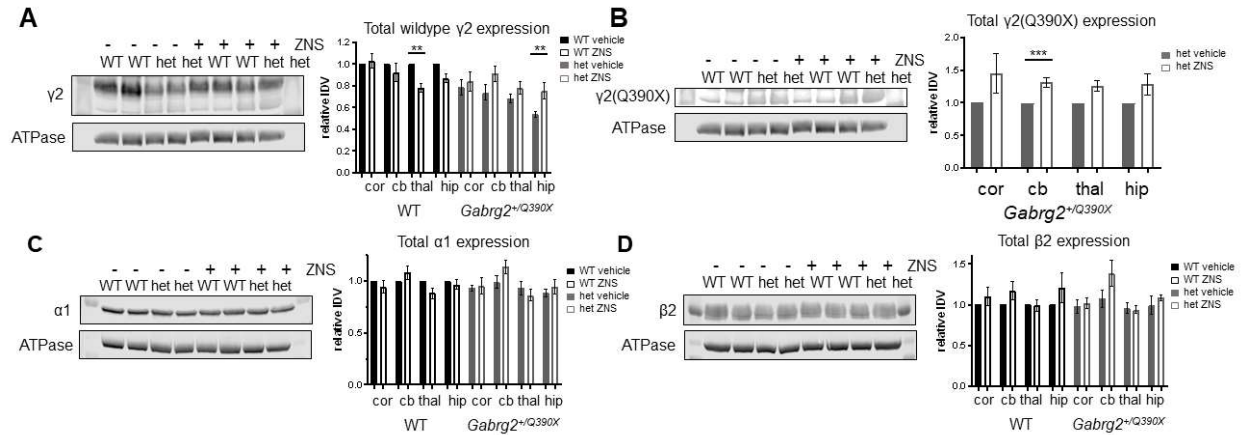 A
- - - - + + + + ZNS
WT WT het het WT WT het het
γ2
ATPase
Total wildype γ2 expression
WT vehicle
WT ZNS
het vehicle
het ZNS
** **
relative IDV
1.2
1.0
0.8
0.6
0.4
0.2
0.0
cor cb thal hip cor cb thal hip
WT Gabrg2+/Q390X
B
- - - - + + + + ZNS
WT WT het het WT WT het het
γ2(Q390X)
ATPase
Total γ2(Q390X) expression
het vehicle
het ZNS
***
relative IDV
2.0
1.5
1.0
0.5
0.0
cor cb thal hip
Gabrg2+/Q390X
C
- - - - + + + + ZNS
WT WT het het WT WT het het
α1
ATPase
Total α1 expression
WT vehicle
WT ZNS
het vehicle
het ZNS
relative IDV
1.0
0.5
0.0
cor cb thal hip cor cb thal hip
WT Gabrg2+/Q390X
D
- - - - + + + + ZNS
WT WT het het WT WT het het
β2
ATPase
Total β2 expression
WT vehicle
WT ZNS
het vehicle
het ZNS
relative IDV
1.5
1.0
0.5
0.0
cor cb thal hip cor cb thal hip
WT Gabrg2+/Q390X